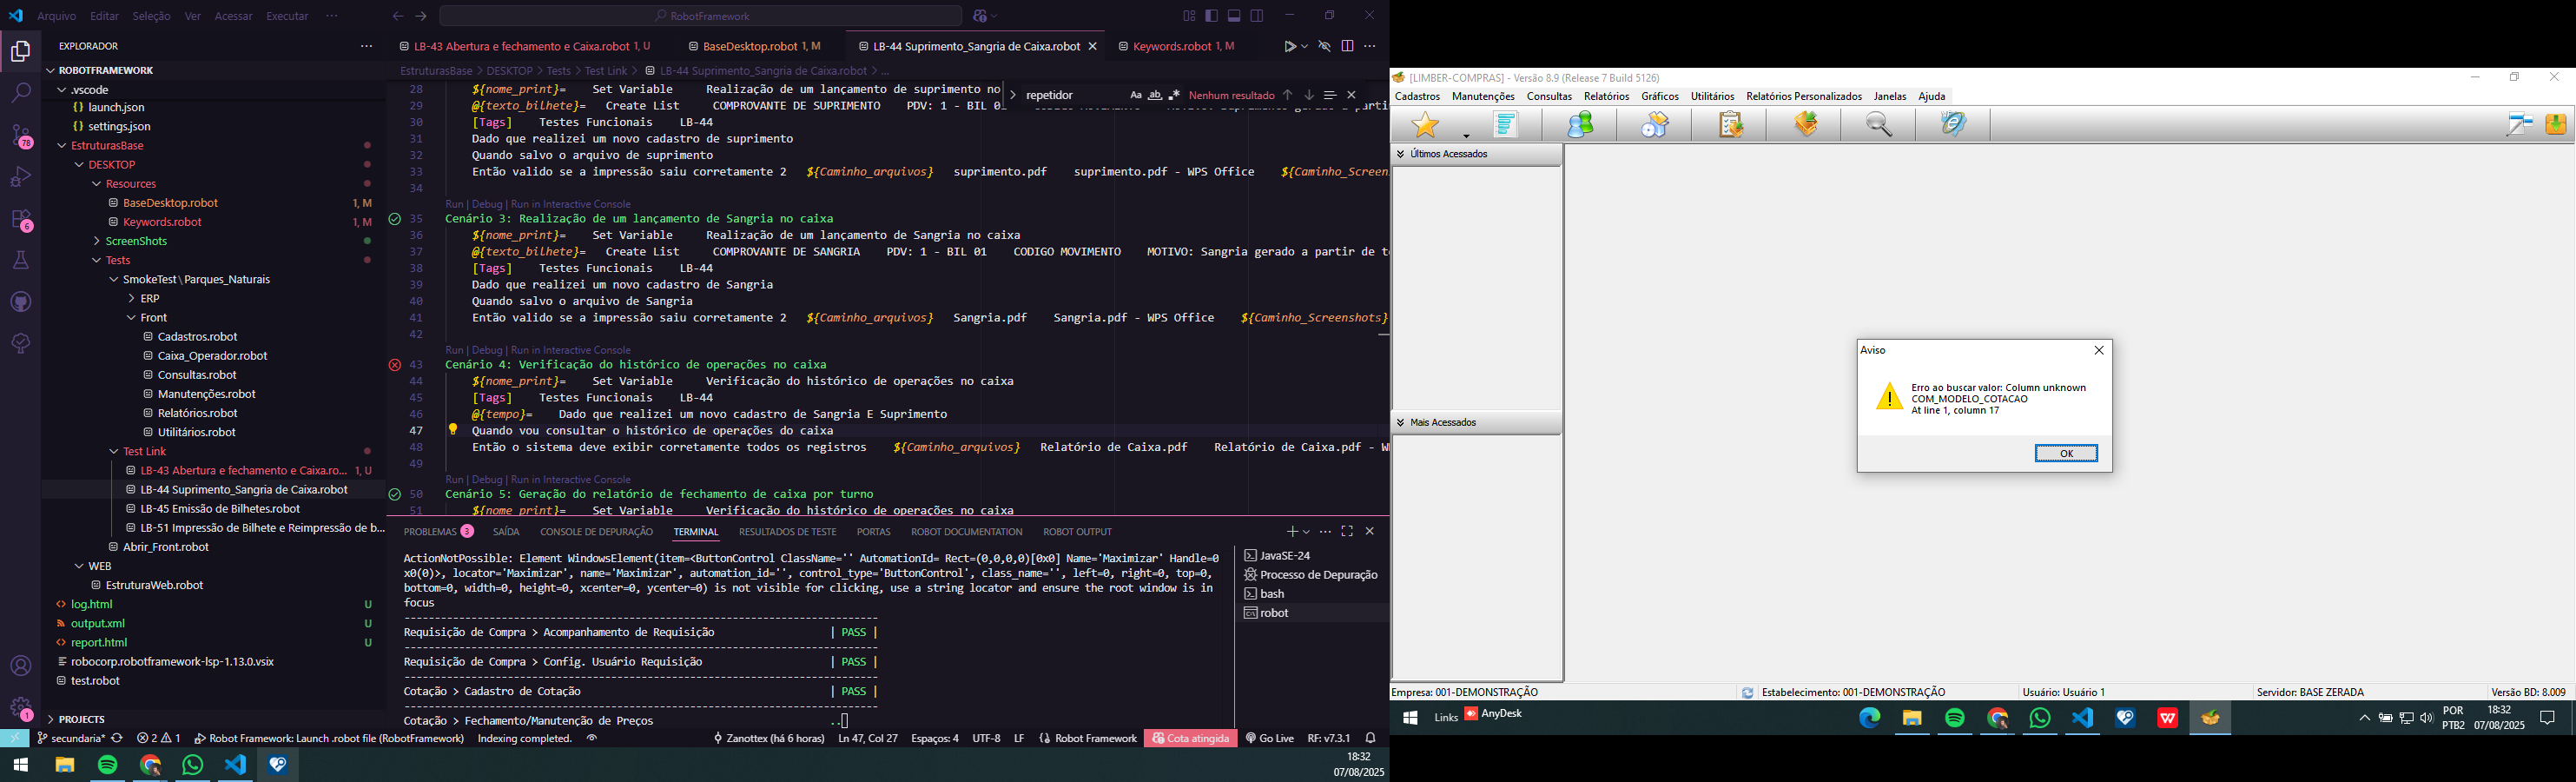 Arquivo Editar Seleção Ver Acessar Executar ···
RobotFramework
EXPLORADOR
ROBOTFRAMEWORK
.vscode
launch.json
settings.json
EstruturasBase
DESKTOP
Resources
BaseDesktop.robot 1, M
Keywords.robot 1, M
ScreenShots
Tests
SmokeTest\Parques_Naturais
ERP
Front
Cadastros.robot
Caixa_Operador.robot
Consultas.robot
Manutenções.robot
Relatórios.robot
Utilitários.robot
Test Link
LB-43 Abertura e fechamento e Caixa.ro... 1, U
LB-44 Suprimento_Sangria de Caixa.robot
LB-45 Emissão de Bilhetes.robot
LB-51 Impressão de Bilhete e Reimpressão de b...
Abrir_Front.robot
WEB
EstruturaWeb.robot
log.html U
output.xml U
report.html U
robocorp.robotframework-lsp-1.13.0.vsix
test.robot
PROJECTS
78
6
1
LB-43 Abertura e fechamento e Caixa.robot 1, U
BaseDesktop.robot 1, M
LB-44 Suprimento_Sangria de Caixa.robot
Keywords.robot 1, M
EstruturasBase > DESKTOP > Tests > Test Link > LB-44 Suprimento_Sangria de Caixa.robot > ...
repetidor Aa ab .* Nenhum resultado
28 ${nome_print}= Set Variable Realização de um lançamento de suprimento no
29 @{texto_bilhete}= Create List COMPROVANTE DE SUPRIMENTO PDV: 1 - BIL 01
30 [Tags] Testes Funcionais LB-44
31 Dado que realizei um novo cadastro de suprimento
32 Quando salvo o arquivo de suprimento
33 Então valido se a impressão saiu corretamente 2 ${Caminho_arquivos} suprimento.pdf suprimento.pdf - WPS Office ${Caminho_Screens
34
Run | Debug | Run in Interactive Console
35 Cenário 3: Realização de um lançamento de Sangria no caixa
36 ${nome_print}= Set Variable Realização de um lançamento de Sangria no caixa
37 @{texto_bilhete}= Create List COMPROVANTE DE SANGRIA PDV: 1 - BIL 01 CODIGO MOVIMENTO MOTIVO: Sangria gerado a partir de te
38 [Tags] Testes Funcionais LB-44
39 Dado que realizei um novo cadastro de Sangria
40 Quando salvo o arquivo de Sangria
41 Então valido se a impressão saiu corretamente 2 ${Caminho_arquivos} Sangria.pdf Sangria.pdf - WPS Office ${Caminho_Screenshots}
42
Run | Debug | Run in Interactive Console
43 Cenário 4: Verificação do histórico de operações no caixa
44 ${nome_print}= Set Variable Verificação do histórico de operações no caixa
45 [Tags] Testes Funcionais LB-44
46 @{tempo}= Dado que realizei um novo cadastro de Sangria E Suprimento
47 Quando vou consultar o histórico de operações do caixa
48 Então o sistema deve exibir corretamente todos os registros ${Caminho_arquivos} Relatório de Caixa.pdf Relatório de Caixa.pdf - W
49
Run | Debug | Run in Interactive Console
50 Cenário 5: Geração do relatório de fechamento de caixa por turno
51 ${nome_print}= Set Variable Verificação do histórico de operações no caixa
PROBLEMAS 3 SAÍDA CONSOLE DE DEPURAÇÃO TERMINAL RESULTADOS DE TESTE PORTAS ROBOT DOCUMENTATION ROBOT OUTPUT
ActionNotPossible: Element WindowsElement(item=<ButtonControl ClassName='' AutomationId= Rect=(0,0,0,0)[0x0] Name='Maximizar' Handle=0
x0(0)>, locator='Maximizar', name='Maximizar', automation_id='', control_type='ButtonControl', class_name='', left=0, right=0, top=0,
bottom=0, width=0, height=0, xcenter=0, ycenter=0) is not visible for clicking, use a string locator and ensure the root window is in
focus
Requisição de Compra > Acompanhamento de Requisição | PASS |
Requisição de Compra > Config. Usuário Requisição | PASS |
Cotação > Cadastro de Cotação | PASS |
Cotação > Fechamento/Manutenção de Preços ..
JavaSE-24
Processo de Depuração
bash
robot
secundaria* 2 1 Robot Framework: Launch .robot file (RobotFramework) Indexing completed. Zanottex (há 6 horas) Ln 47, Col 27 Espaços: 4 UTF-8 LF Robot Framework Cota atingida Go Live RF: v7.3.1
18:32
07/08/2025
[LIMBER-COMPRAS] - Versão 8.9 (Release 7 Build 5126)
Cadastros Manutenções Consultas Relatórios Gráficos Utilitários Relatórios Personalizados Janelas Ajuda
Últimos Acessados
Mais Acessados
Aviso
Erro ao buscar valor: Column unknown
COM_MODELO_COTACAO
At line 1, column 17
OK
Empresa: 001-DEMONSTRAÇÃO Estabelecimento: 001-DEMONSTRAÇÃO Usuário: Usuário 1 Servidor: BASE ZERADA Versão BD: 8.009
Links AnyDesk
POR
PTB2
18:32
07/08/2025